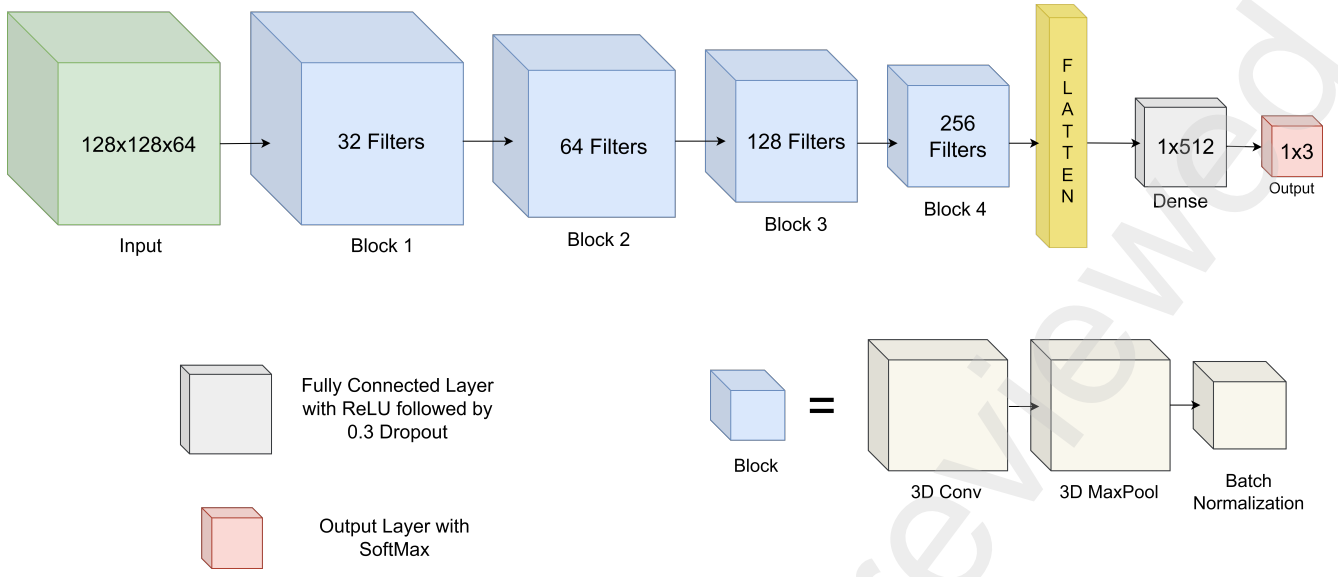 128x128x64
Input
32 Filters
Block 1
64 Filters
Block 2
128 Filters
Block 3
256
Filters
Block 4
F
L
A
T
T
E
N
1x512
Dense
1x3
Output
Fully Connected Layer
with ReLU followed by
0.3 Dropout
Output Layer with
SoftMax
Block
=
3D Conv
3D MaxPool
Batch
Normalization
eviewed